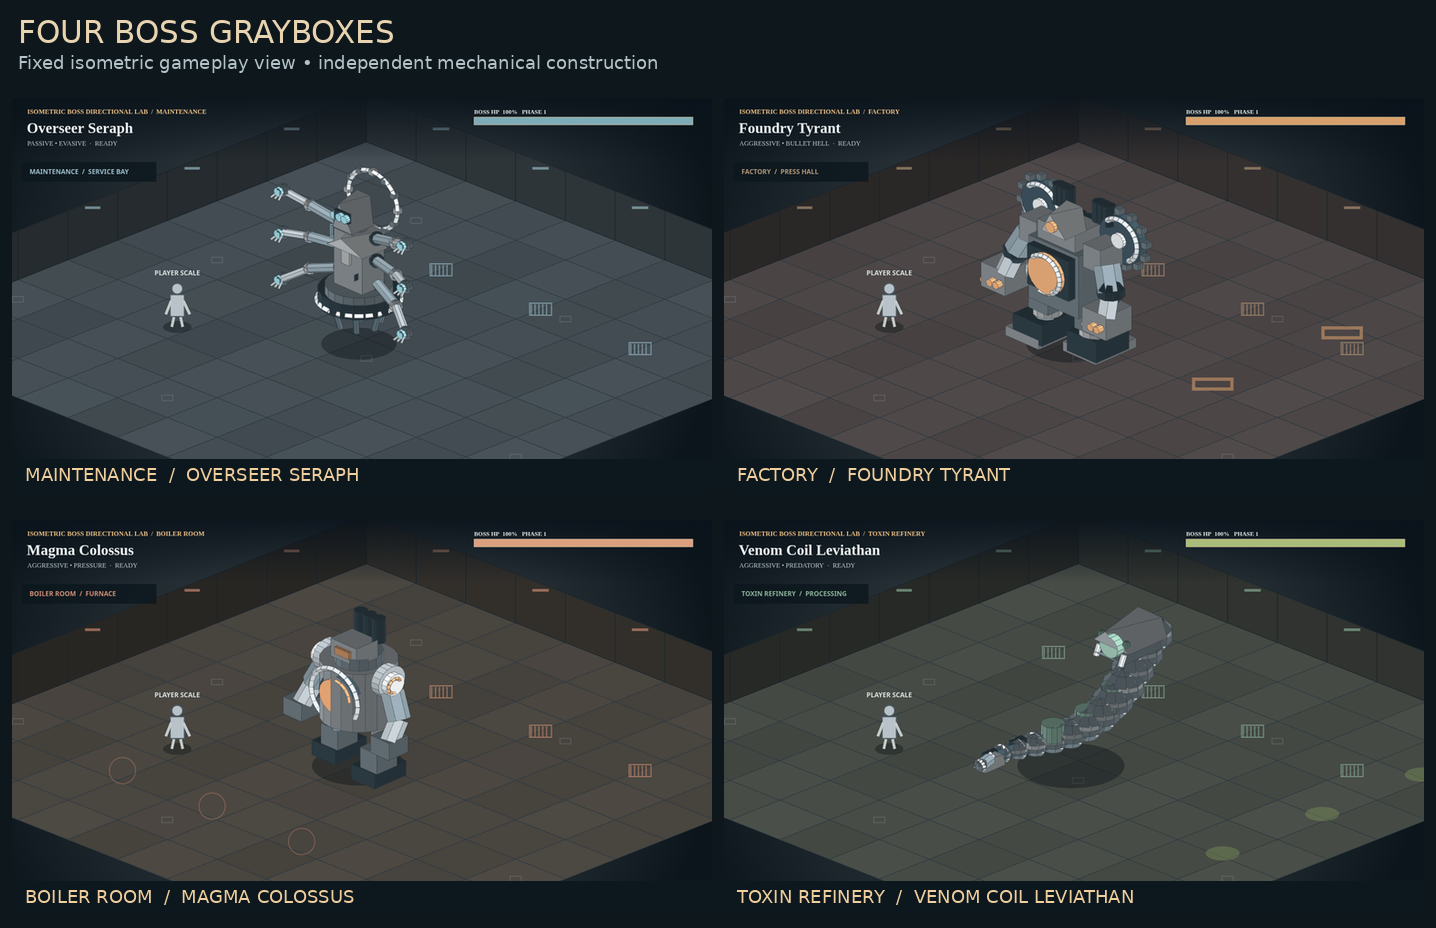 FOUR BOSS GRAYBOXES
Fixed isometric gameplay view • independent mechanical construction
ISOMETRIC BOSS DIRECTIONAL LAB / MAINTENANCE
Overseer Seraph
PASSIVE • EVASIVE · READY
BOSS HP 100% PHASE 1
MAINTENANCE / SERVICE BAY
PLAYER SCALE
MAINTENANCE / OVERSEER SERAPH
ISOMETRIC BOSS DIRECTIONAL LAB / FACTORY
Foundry Tyrant
AGGRESSIVE • BULLET HELL · READY
BOSS HP 100% PHASE 1
FACTORY / PRESS HALL
PLAYER SCALE
FACTORY / FOUNDRY TYRANT
ISOMETRIC BOSS DIRECTIONAL LAB / BOILER ROOM
Magma Colossus
AGGRESSIVE • PRESSURE · READY
BOSS HP 100% PHASE 1
BOILER ROOM / FURNACE
PLAYER SCALE
BOILER ROOM / MAGMA COLOSSUS
ISOMETRIC BOSS DIRECTIONAL LAB / TOXIN REFINERY
Venom Coil Leviathan
AGGRESSIVE • PREDATORY · READY
BOSS HP 100% PHASE 1
TOXIN REFINERY / PROCESSING
PLAYER SCALE
TOXIN REFINERY / VENOM COIL LEVIATHAN